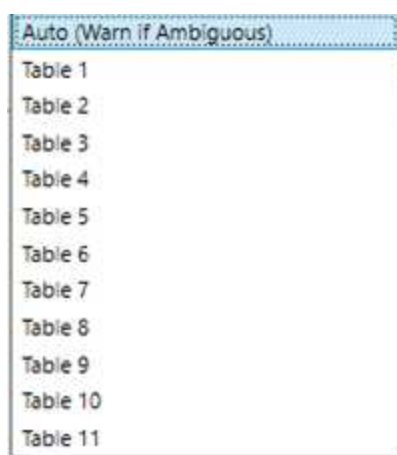 Auto (Warn if Ambiguous)
Table 1
Table 2
Table 3
Table 4
Table 5
Table 6
Table 7
Table 8
Table 9
Table 10
Table 11